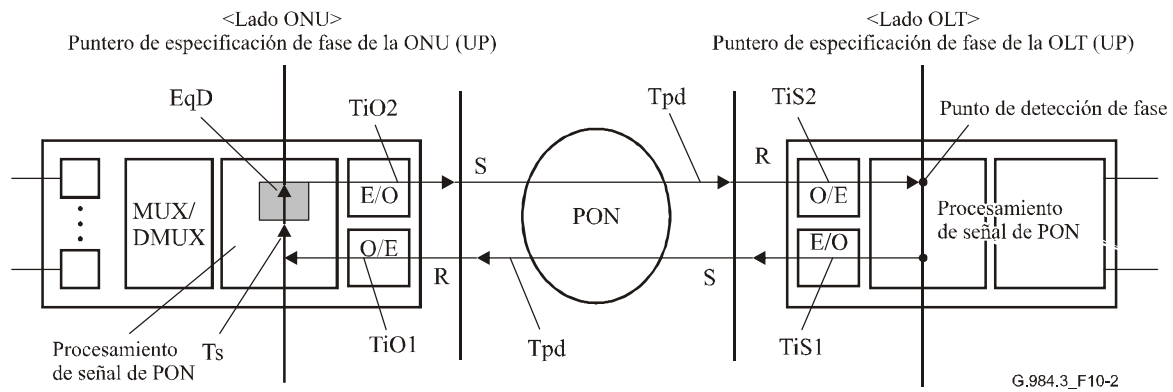 <Lado ONU>
Puntero de especificación de fase de la ONU (UP)
<Lado OLT>
Puntero de especificación de fase de la OLT (UP)
EqD
TiO2
Tpd
TiS2
Punto de detección de fase
S
R
E/O
O/E
MUX/
DMUX
PON
Procesamiento
de señal de PON
O/E
E/O
R
S
Procesamiento
de señal de PON
Ts
TiO1
Tpd
TiS1
G.984.3_F10-2